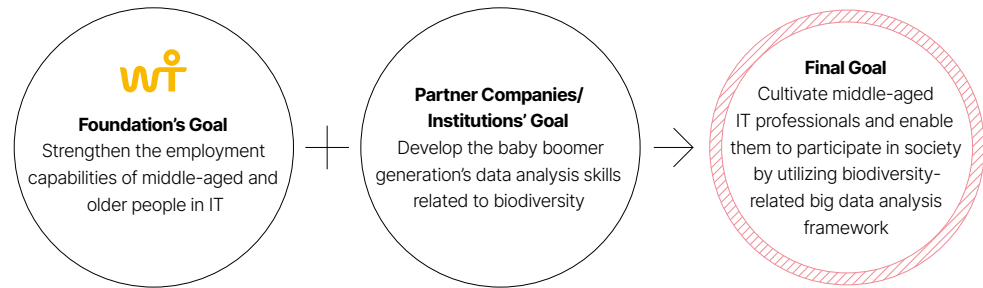 WT
Foundation's Goal
Strengthen the employment
capabilities of middle-aged and
older people in IT
Partner Companies/
Institutions' Goal
Develop the baby boomer
generation's data analysis skills
related to biodiversity
Final Goal
Cultivate middle-aged
IT professionals and enable
them to participate in society
by utilizing biodiversity-
related big data analysis
framework